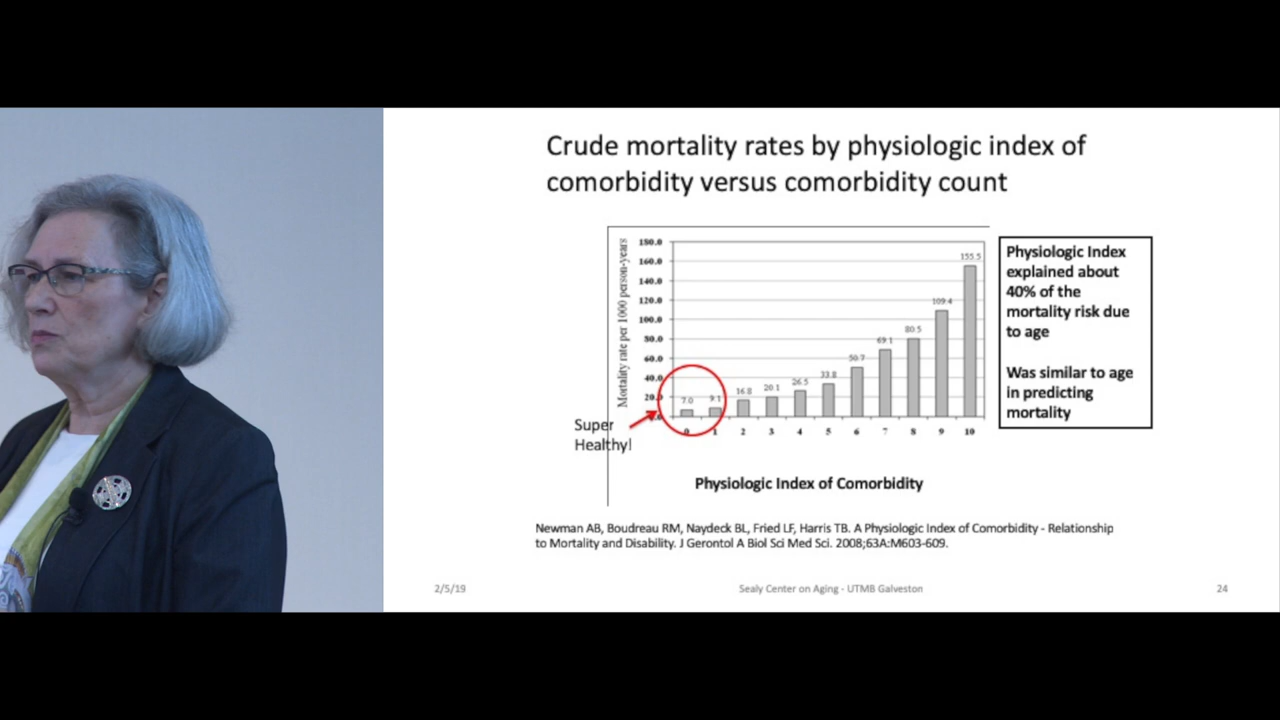 Crude mortality rates by physiologic index of
comorbidity versus comorbidity count
Mortality rate per 1000 person-years
180.0
160.0
140.0
120.0
100.0
80.0
60.0
40.0
7.0
9.1
16.8
20.1
26.5
33.8
50.7
69.1
80.5
109.4
155.5
0 1 2 3 4 5 6 7 8 9 10
Physiologic Index of Comorbidity
Super
Healthy!
Physiologic Index
explained about
40% of the
mortality risk due
to age
Was similar to age
in predicting
mortality
Newman AB, Boudreau RM, Naydeck BL, Fried LF, Harris TB. A Physiologic Index of Comorbidity - Relationship
to Mortality and Disability. J Gerontol A Biol Sci Med Sci. 2008;63A:M603-609.
2/5/19
Sealy Center on Aging - UTMB Galveston
24